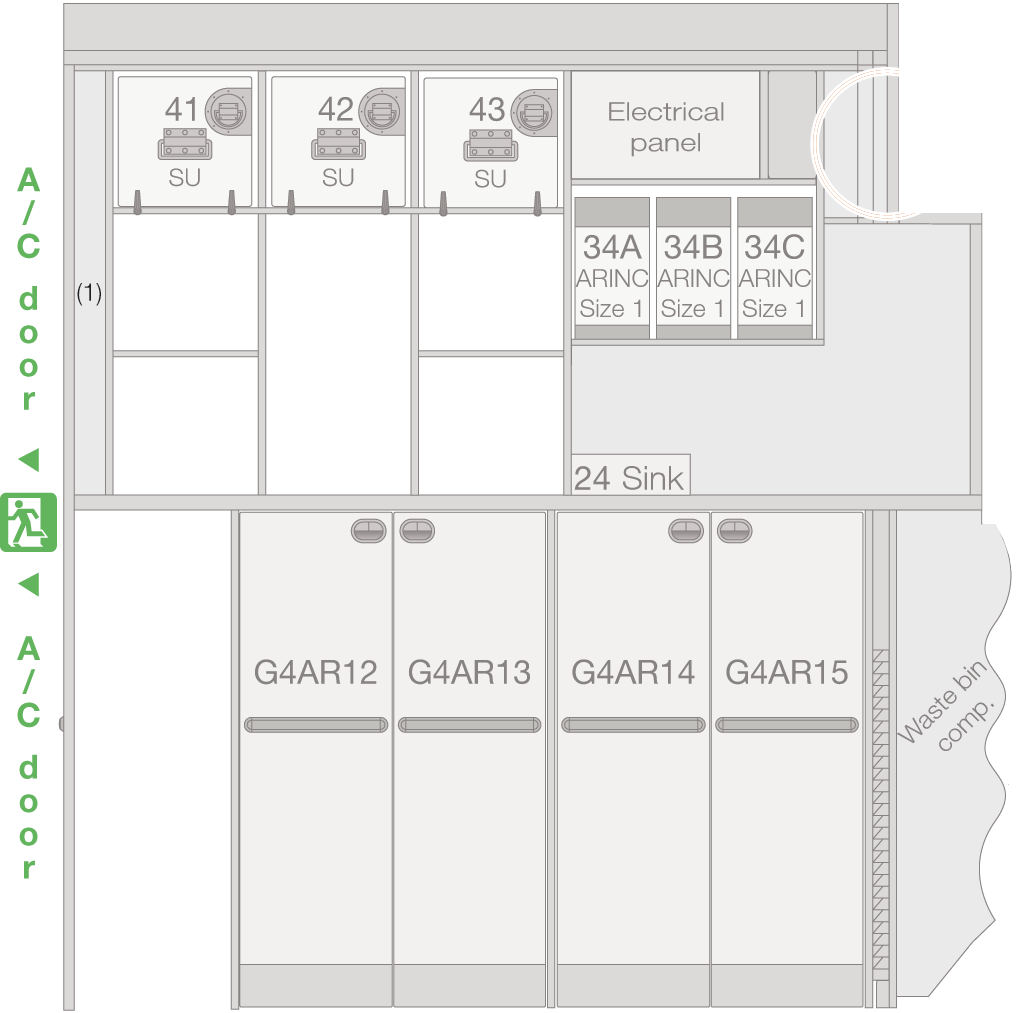 41
SU
42
SU
43
SU
Electrical
panel
34A
ARINC
Size 1
34B
ARINC
Size 1
34C
ARINC
Size 1
(1)
A/C door
24 Sink
A/C door
G4AR12
G4AR13
G4AR14
G4AR15
Waste bin
comp.